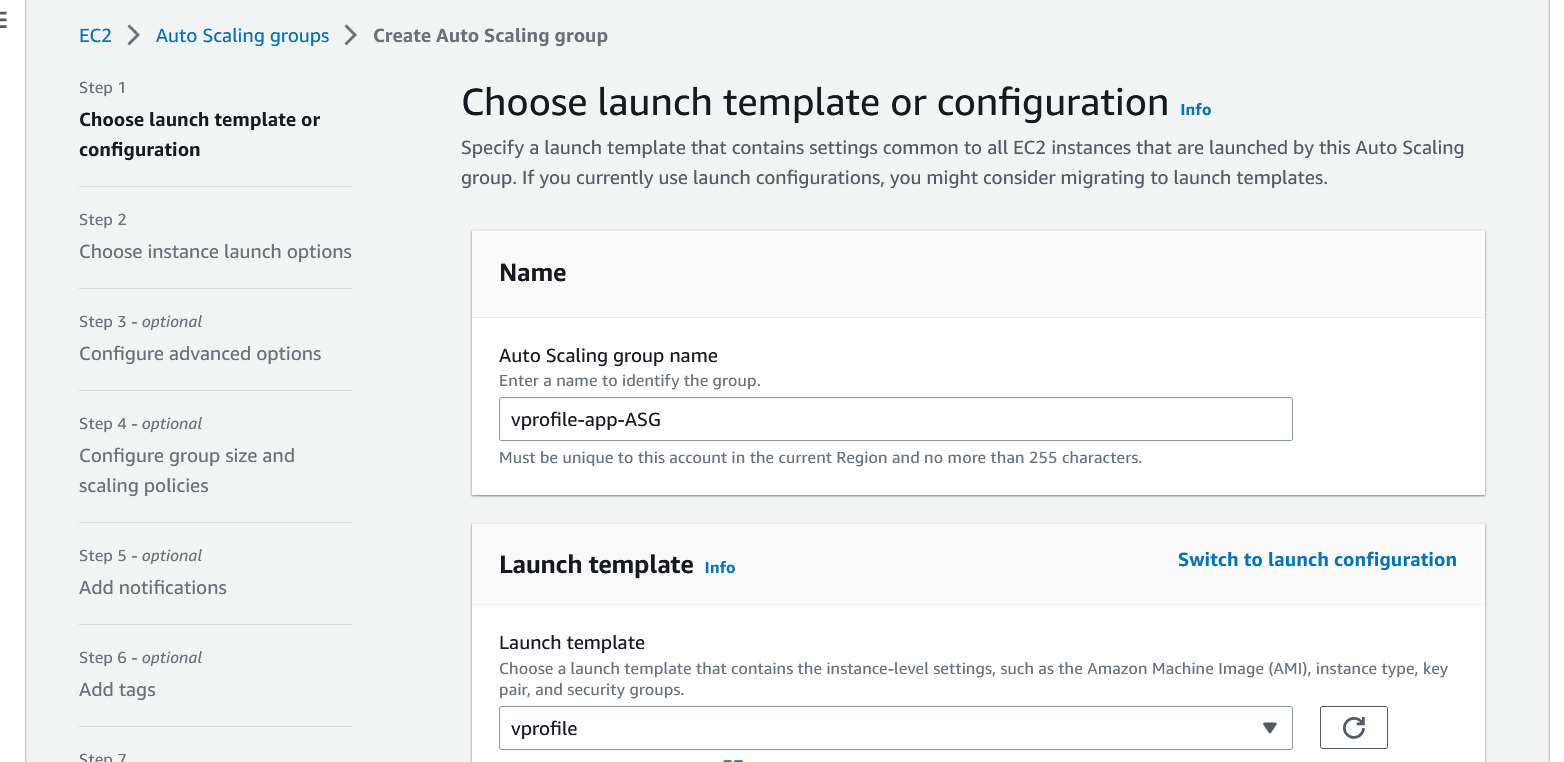 EC2 Auto Scaling groups Create Auto Scaling group
Step 1
Choose launch template or
configuration
Step 2
Choose instance launch options
Step 3 - optional
Configure advanced options
Step 4 - optional
Configure group size and
scaling policies
Step 5 - optional
Add notifications
Step 6 - optional
Add tags
Step 7
Choose launch template or configuration Info
Specify a launch template that contains settings common to all EC2 instances that are launched by this Auto Scaling
group. If you currently use launch configurations, you might consider migrating to launch templates.
Name
Auto Scaling group name
Enter a name to identify the group.
vprofile-app-ASG
Must be unique to this account in the current Region and no more than 255 characters.
Launch template Info
Switch to launch configuration
Launch template
Choose a launch template that contains the instance-level settings, such as the Amazon Machine Image (AMI), instance type, key
pair, and security groups.
vprofile